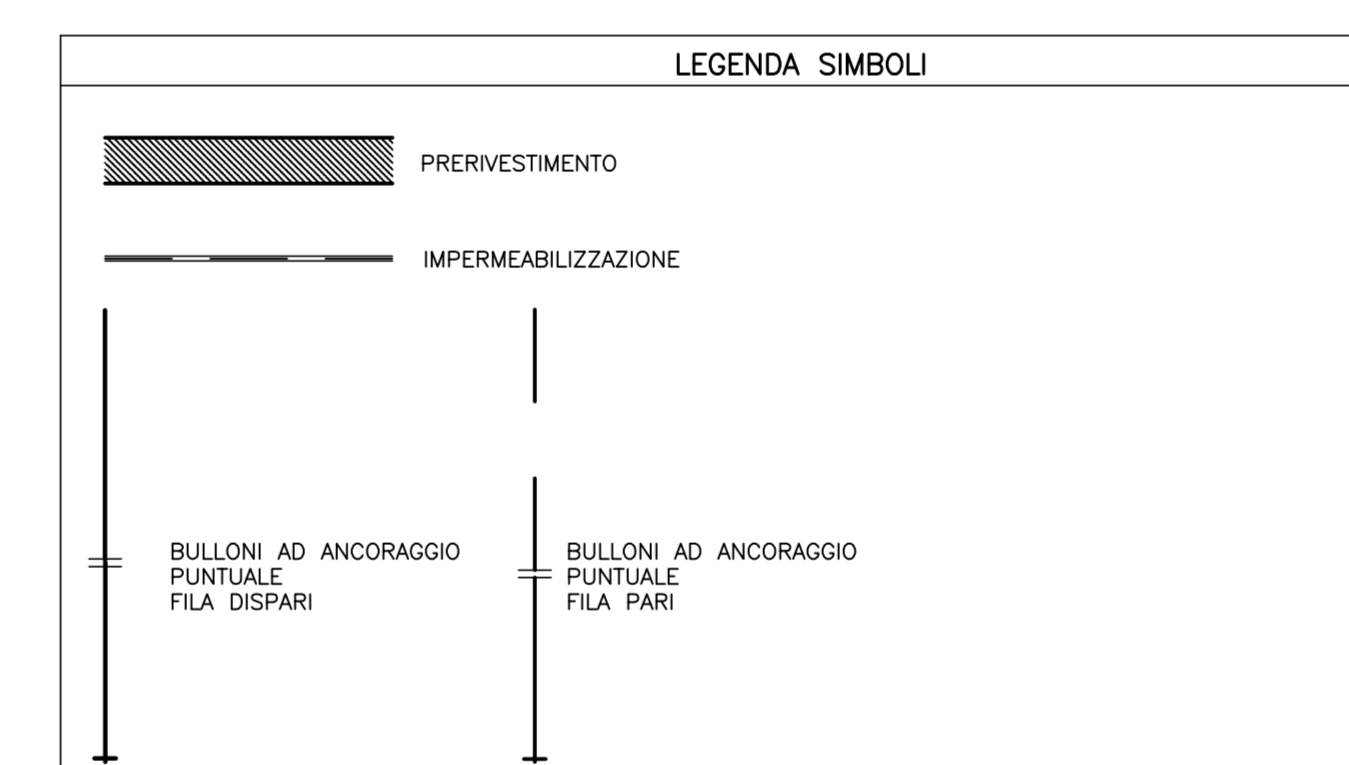 LEGENDA SIMBOLI
PRERIVESTIMENTO
IMPERMEABILIZZAZIONE
BULLONI AD ANCORAGGIO
PUNTUALE
FILA DISPARI
BULLONI AD ANCORAGGIO
PUNTUALE
FILA PARI